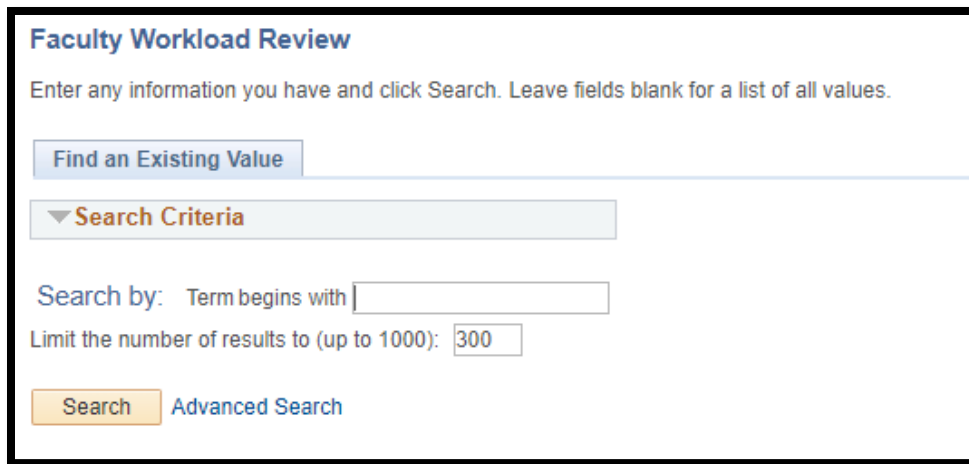 Faculty Workload Review
Enter any information you have and click Search. Leave fields blank for a list of all values.
Find an Existing Value
Search Criteria
Search by: Term begins with
Limit the number of results to (up to 1000): 300
Search Advanced Search